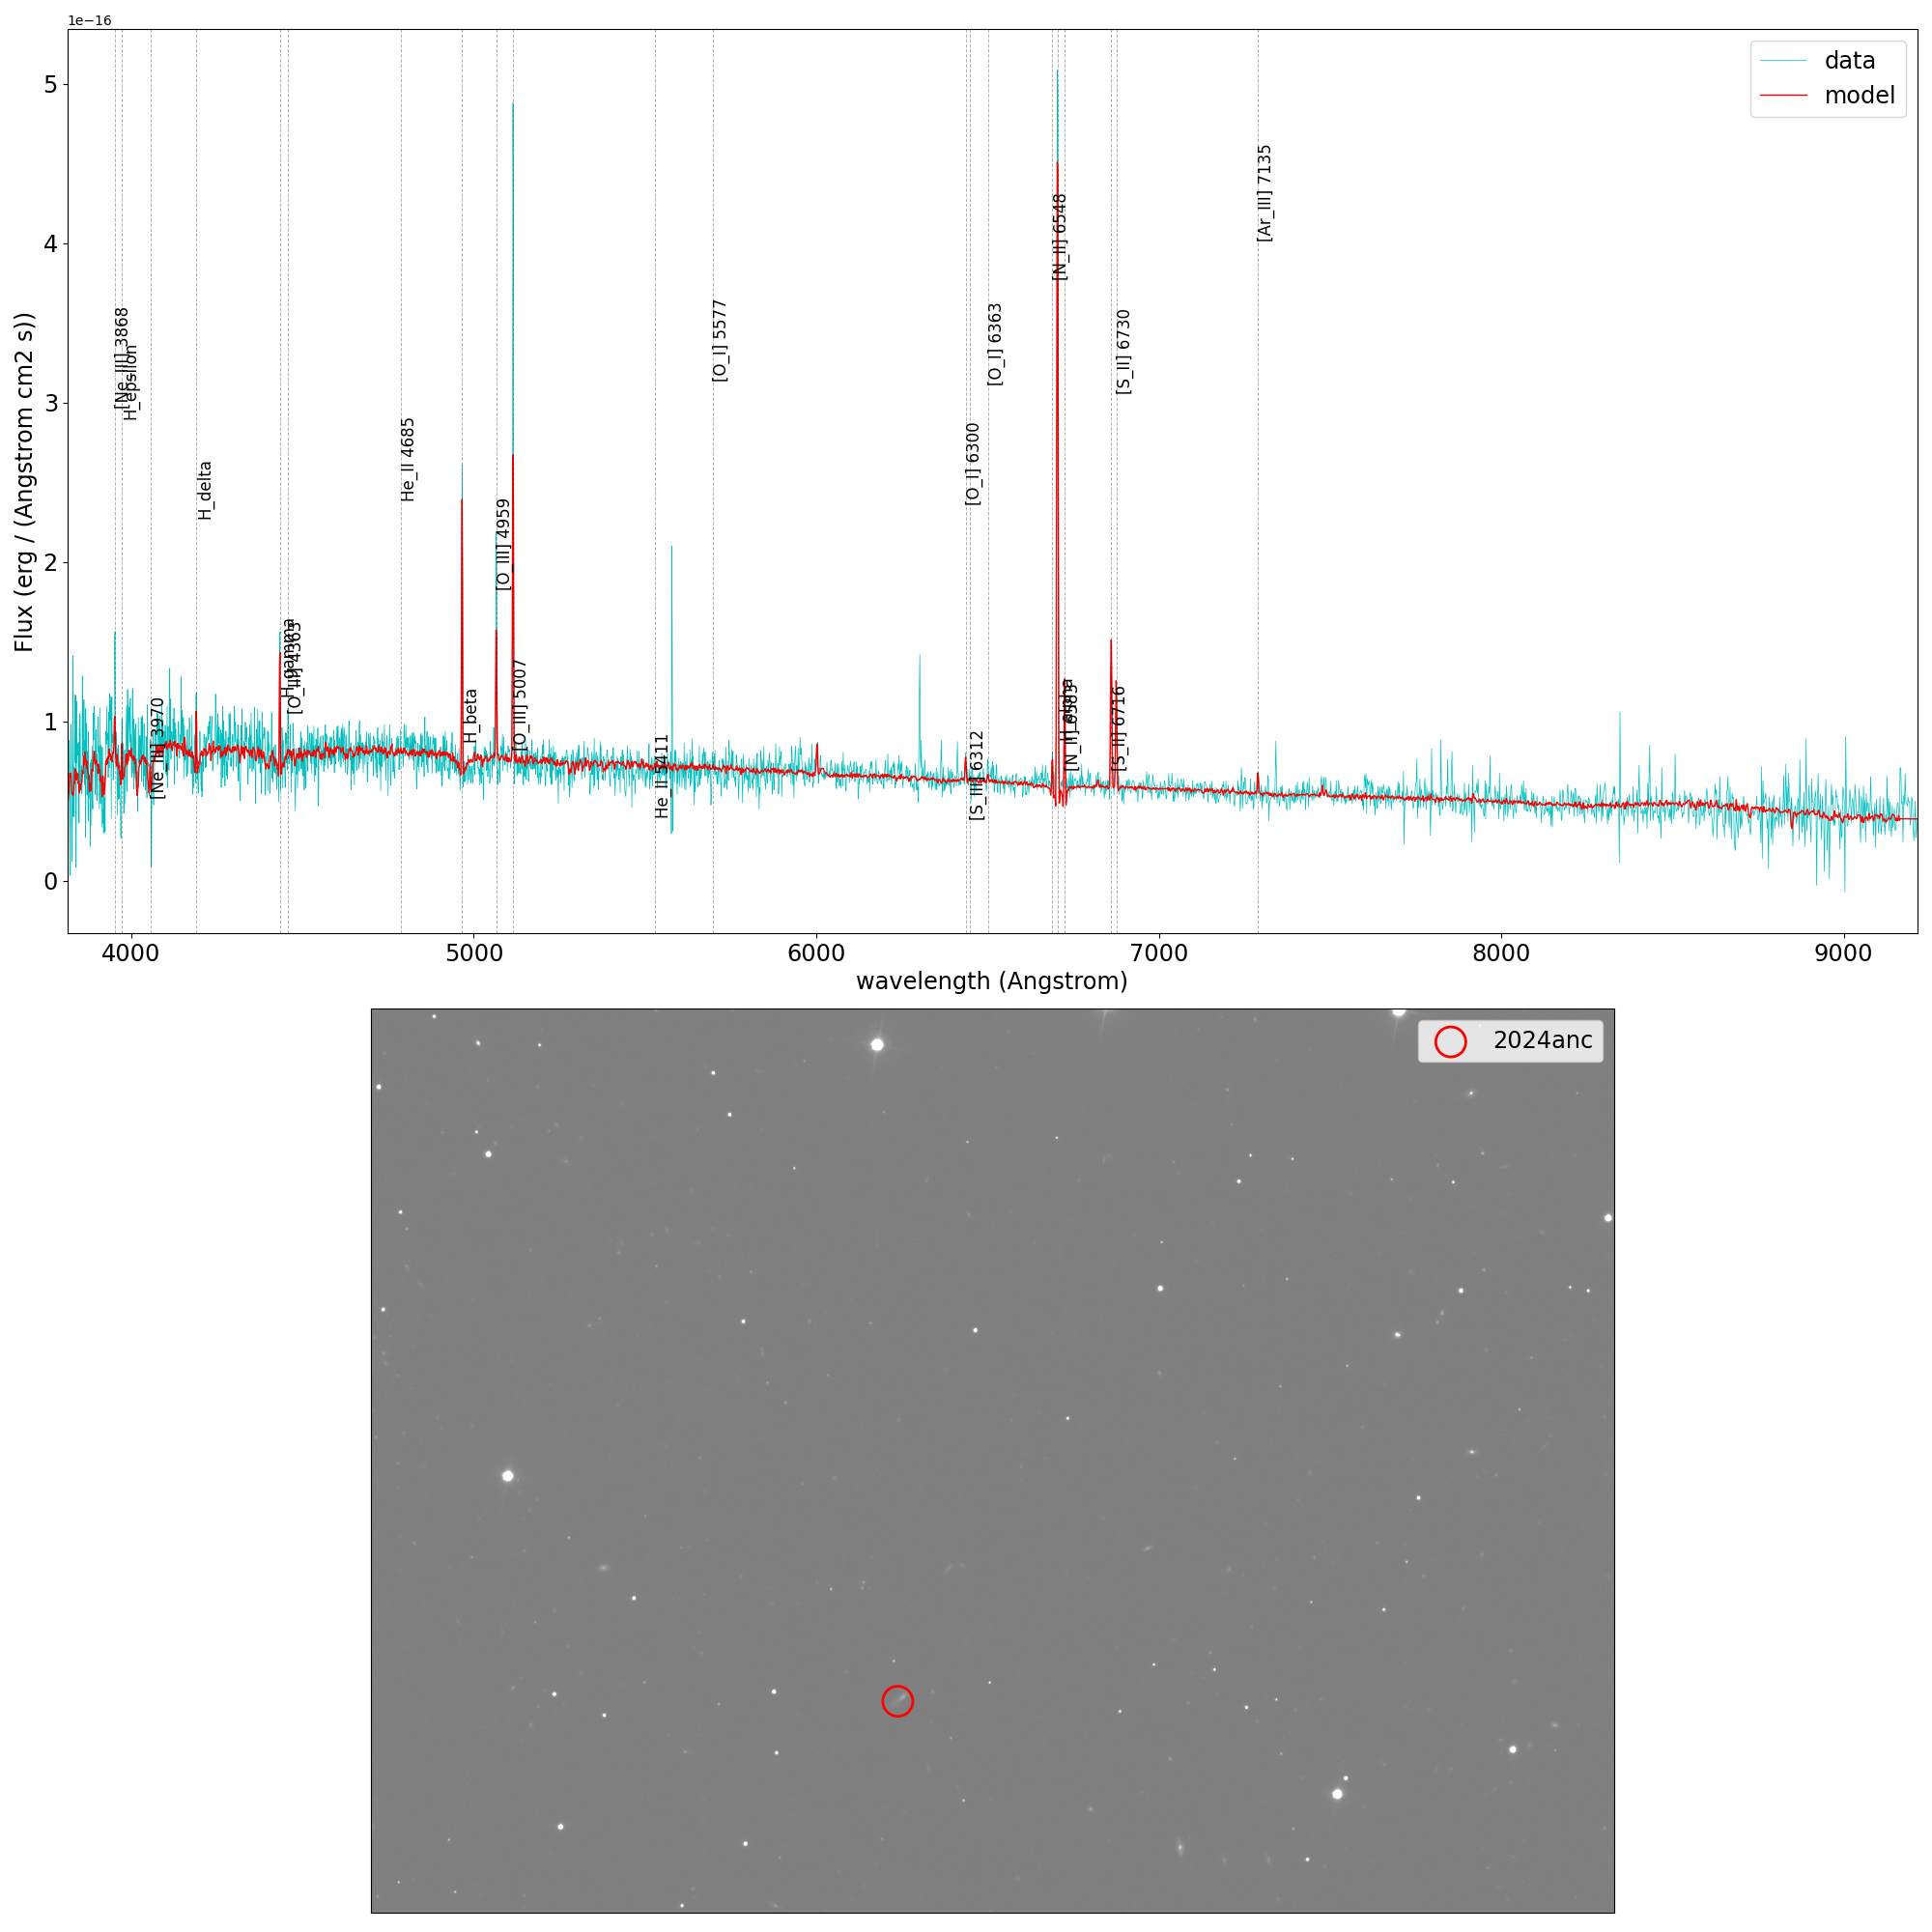 1e−16
Flux (erg / (Angstrom cm2 s))
5
4
3
2
1
0
data
model
[Ne_III] 3868
H_epsilon
[Ne_III] 3970
H_delta
H_gamma
[O_III] 4363
He_II 4685
H_beta
[O_III] 4959
[O_III] 5007
He_II 5411
[O_I] 5577
[O_I] 6300
[S_III] 6312
[O_I] 6363
[N_II] 6548
H_alpha
[N_II] 6583
[S_II] 6716
[S_II] 6730
[Ar_III] 7135
4000 5000 6000 7000 8000 9000
wavelength (Angstrom)
2024anc